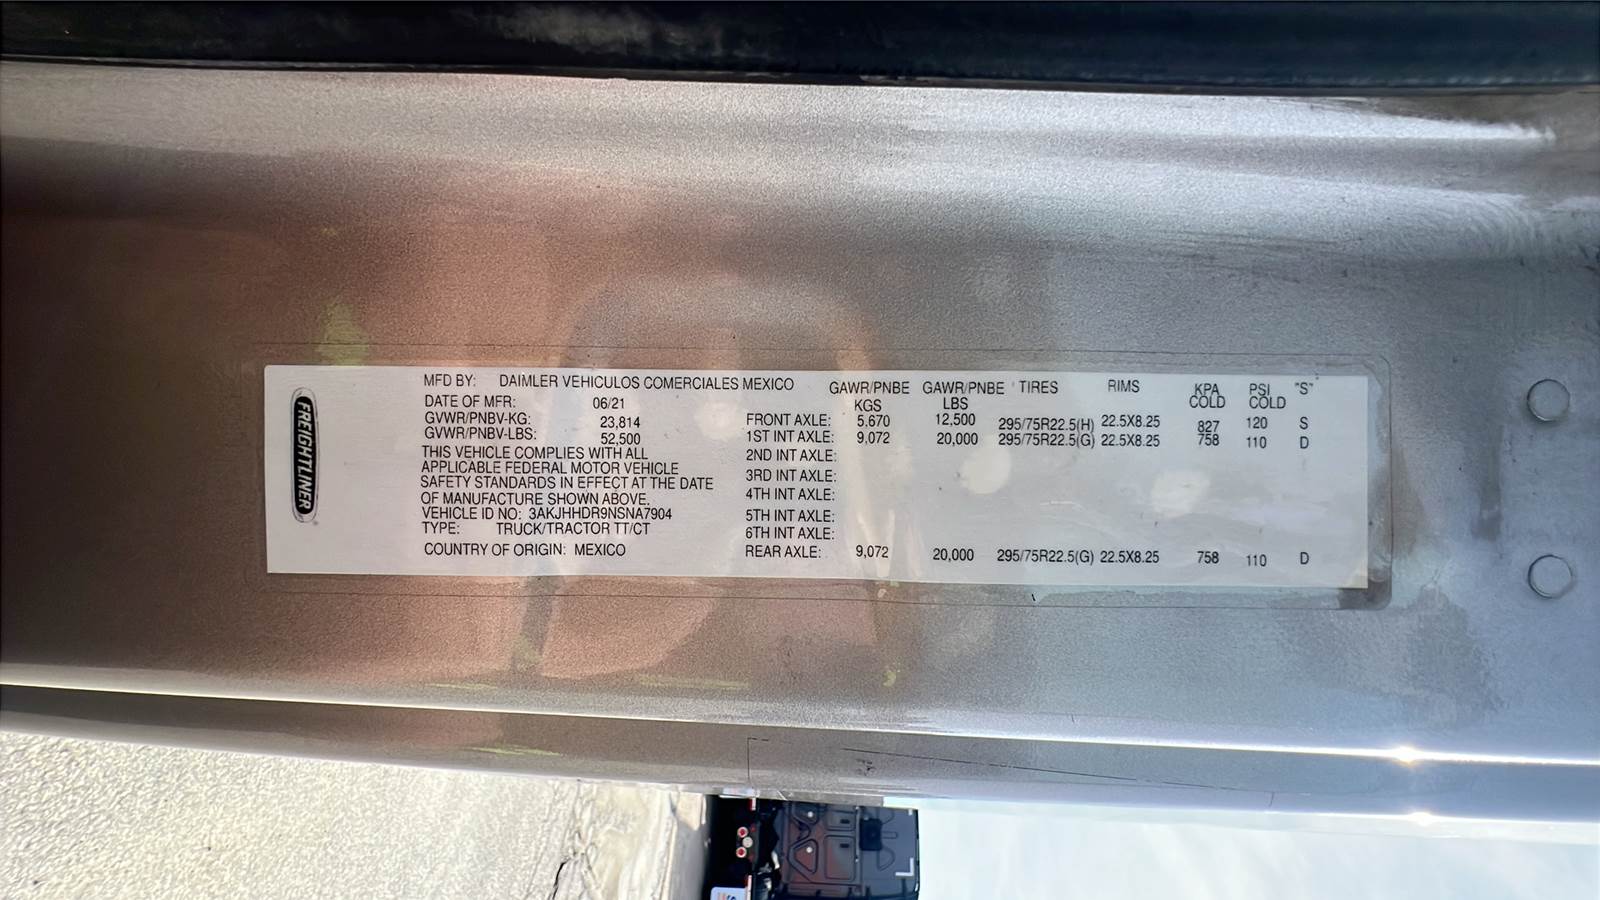 FREIGHTLINER
MFD BY: DAIMLER VEHICULOS COMERCIALES MEXICO
DATE OF MFR: 06/21
GVWR/PNBV-KG: 23,814
GVWR/PNBV-LBS: 52,500
THIS VEHICLE COMPLIES WITH ALL
APPLICABLE FEDERAL MOTOR VEHICLE
SAFETY STANDARDS IN EFFECT AT THE DATE
OF MANUFACTURE SHOWN ABOVE.
VEHICLE ID NO: 3AKJHHDR9NSNA7904
TYPE: TRUCK/TRACTOR TT/CT
COUNTRY OF ORIGIN: MEXICO
GAWR/PNBE GAWR/PNBE TIRES RIMS KPA PSI "S"
KGS LBS COLD COLD
FRONT AXLE: 5,670 12,500 295/75R22.5(H) 22.5X8.25 827 120 S
1ST INT AXLE: 9,072 20,000 295/75R22.5(G) 22.5X8.25 758 110 D
2ND INT AXLE:
3RD INT AXLE:
4TH INT AXLE:
5TH INT AXLE:
6TH INT AXLE:
REAR AXLE: 9,072 20,000 295/75R22.5(G) 22.5X8.25 758 110 D